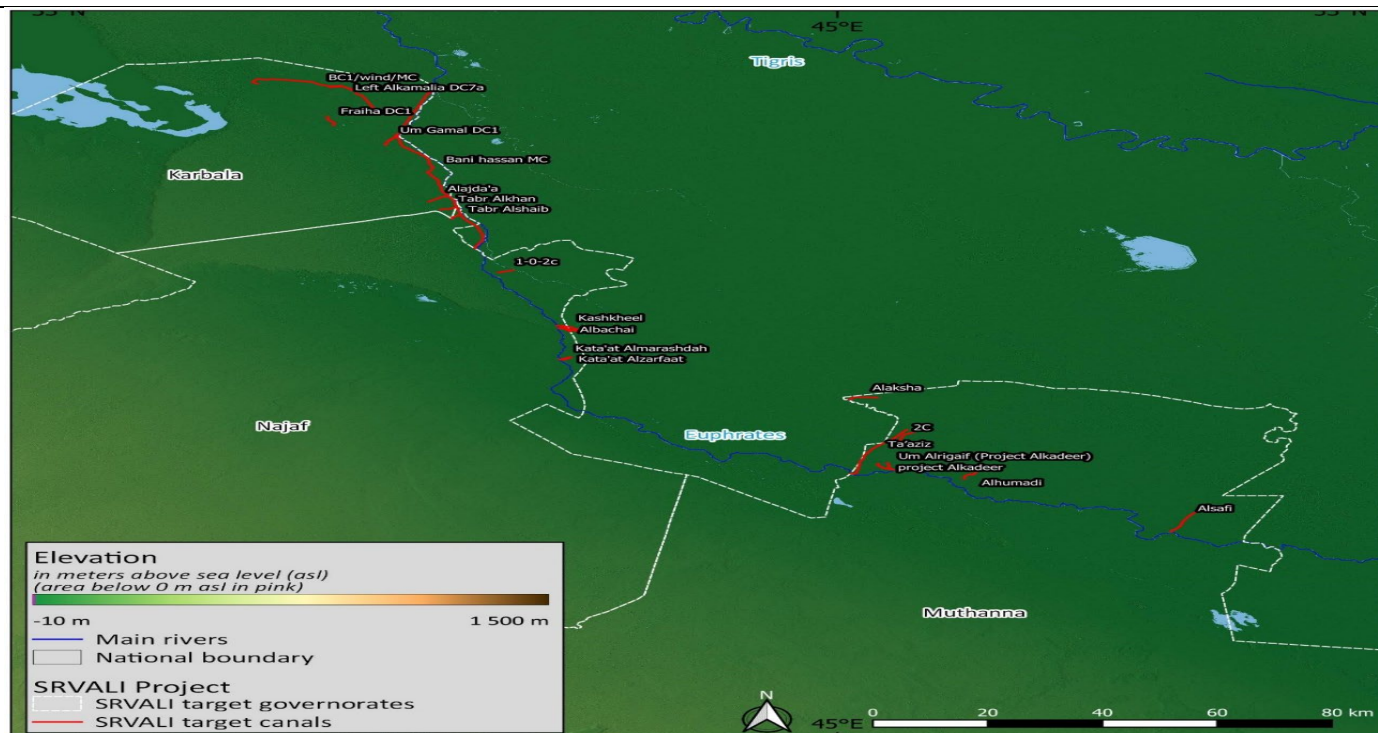 45°E
Tigris
BC1/wind/MC
Left Alkamalia DC7a
Fraiha DC1
Um Gamal DC1
Bani hassan MC
Karbala
Alajda'a
Tabr Alkhan
Tabr Alshaib
1-0-2c
Kashkheel
Albachai
Kata'at Almarashdah
Kata'at Alzarfaat
Alaksha
Najaf
Euphrates
2C
Ta'aziz
Um Alrigaif (Project Alkadeer)
project Alkadeer
Alhumadi
Alsafi
Muthanna
Elevation
in meters above sea level (asl)
(area below 0 m asl in pink)
-10 m 1 500 m
Main rivers
National boundary
SRVALI Project
SRVALI target governorates
SRVALI target canals
N
45°E
0 20 40 60 80 km